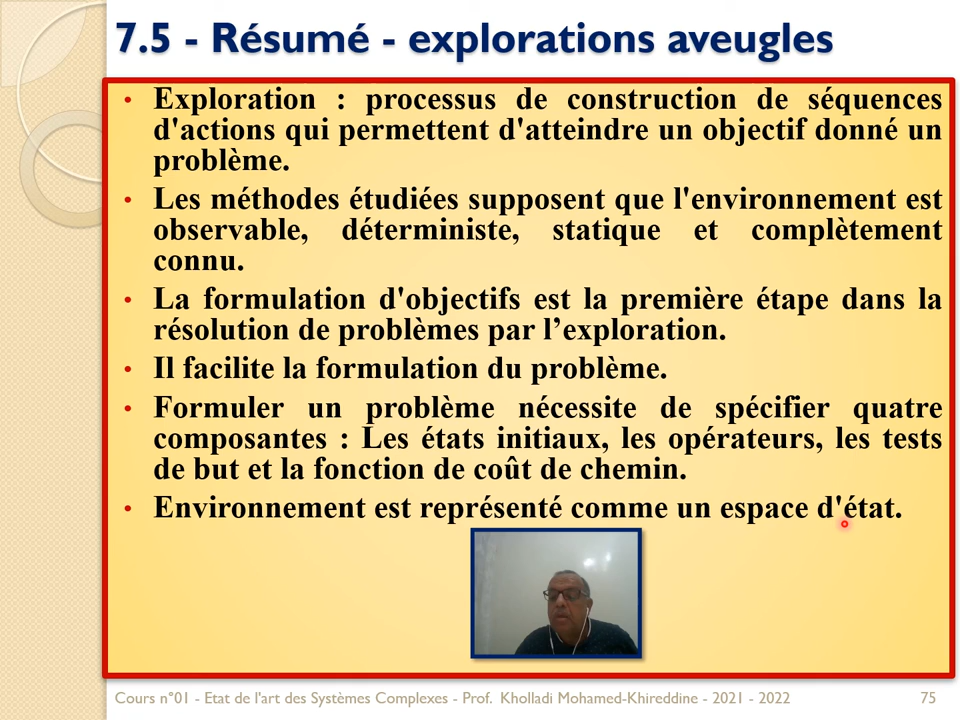 7.5 - Résumé - explorations aveugles
• Exploration : processus de construction de séquences
d'actions qui permettent d'atteindre un objectif donné un
problème.
• Les méthodes étudiées supposent que l'environnement est
observable, déterministe, statique et complètement
connu.
• La formulation d'objectifs est la première étape dans la
résolution de problèmes par l’exploration.
• Il facilite la formulation du problème.
• Formuler un problème nécessite de spécifier quatre
composantes : Les états initiaux, les opérateurs, les tests
de but et la fonction de coût de chemin.
• Environnement est représenté comme un espace d'état.
Cours n°01 - Etat de l'art des Systèmes Complexes - Prof. Kholladi Mohamed-Khireddine - 2021 - 2022 75